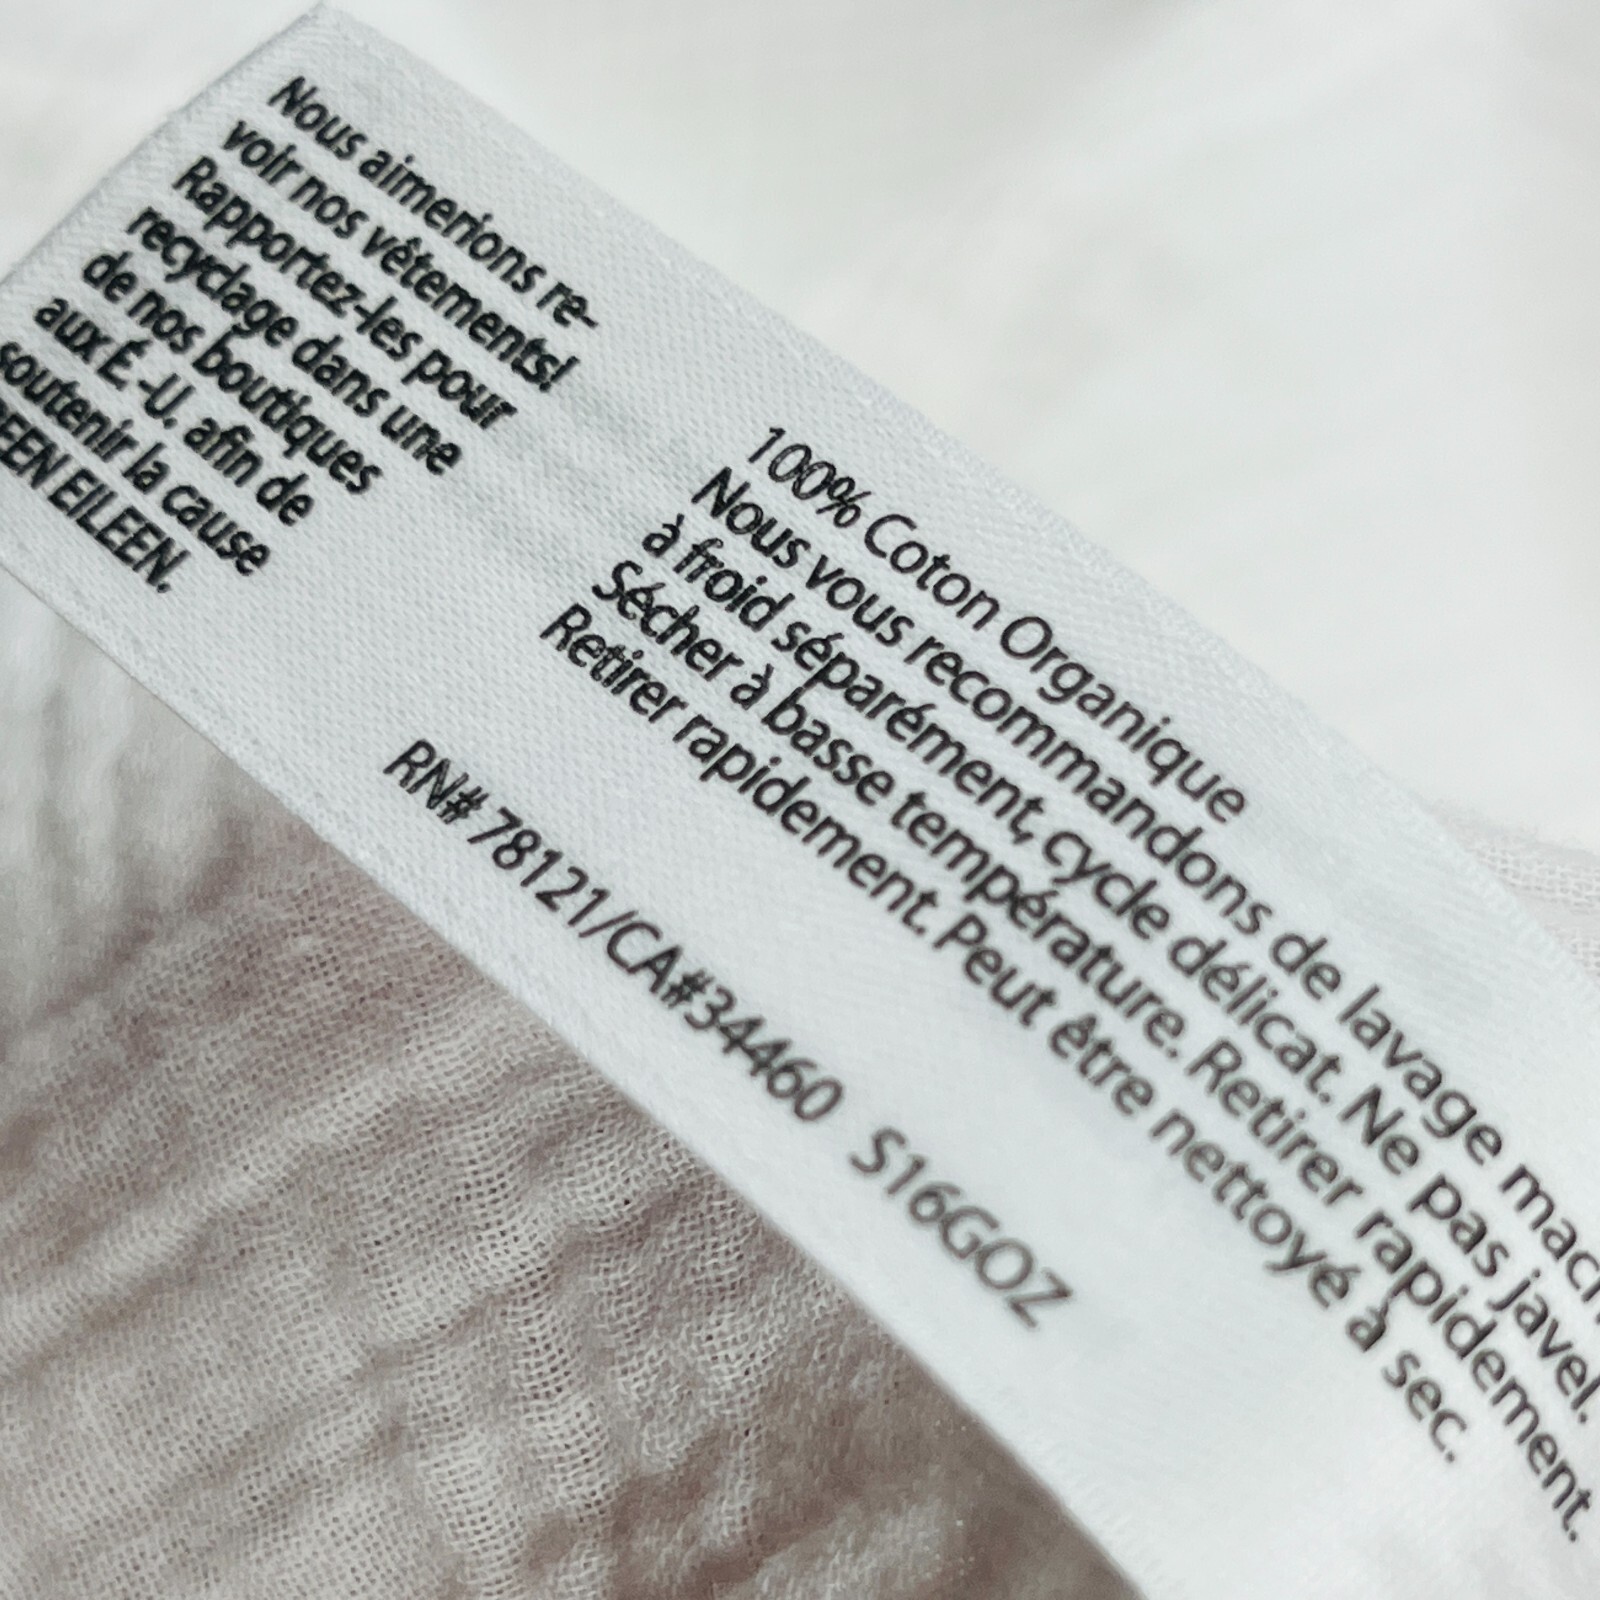 Nous aimerions re-
voir nos vêtements!
Rapportez-les pour
recyclage dans une
de nos boutiques
aux É.-U. afin de
soutenir la cause
EILEEN.
100% Coton Organique
Nous vous recommandons de lavage
à froid séparément, cycle délicat. Ne pas javel.
Sécher à basse température. Retirer rapidement.
Retirer rapidement. Peut être nettoyé à sec.
RN# 78121/CA#34460 S16GOZ